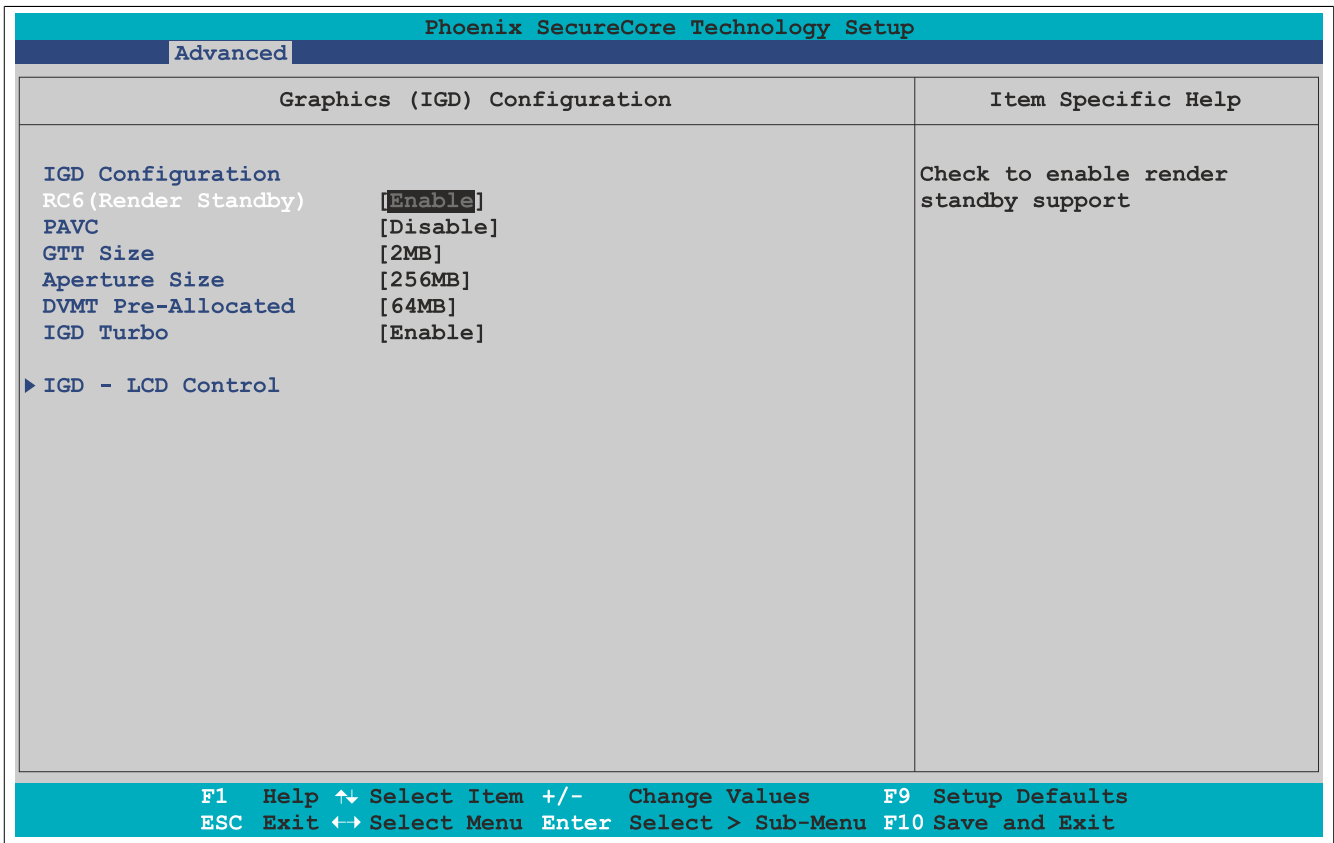 Phoenix SecureCore Technology Setup
Advanced
Graphics (IGD) Configuration
Item Specific Help
IGD Configuration
RC6(Render Standby) [Enable]
PAVC [Disable]
GTT Size [2MB]
Aperture Size [256MB]
DVMT Pre-Allocated [64MB]
IGD Turbo [Enable]
IGD - LCD Control
Check to enable render
standby support
F1 Help ↑↓ Select Item +/- Change Values F9 Setup Defaults
ESC Exit ←→ Select Menu Enter Select > Sub-Menu F10 Save and Exit